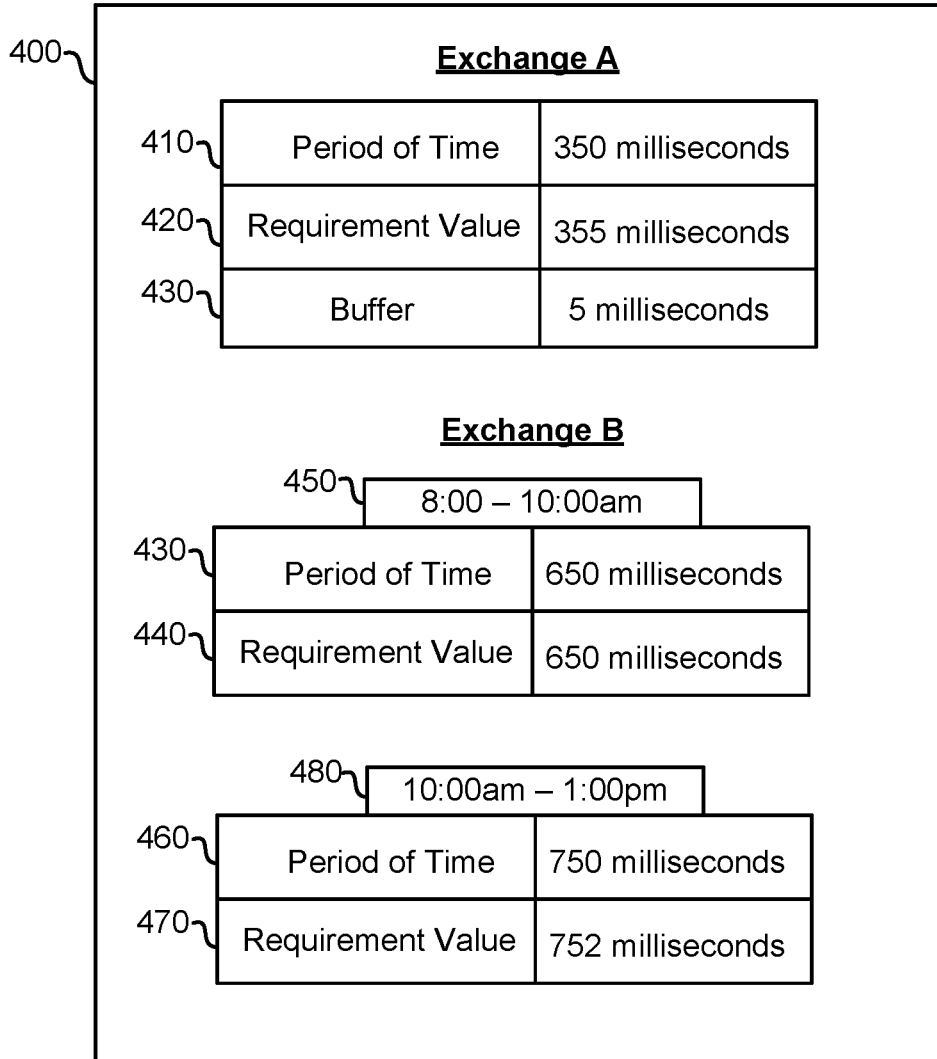 400
Exchange A
410 Period of Time 350 milliseconds
420 Requirement Value 355 milliseconds
430 Buffer 5 milliseconds
Exchange B
450 8:00 – 10:00am
430 Period of Time 650 milliseconds
440 Requirement Value 650 milliseconds
480 10:00am – 1:00pm
460 Period of Time 750 milliseconds
470 Requirement Value 752 milliseconds